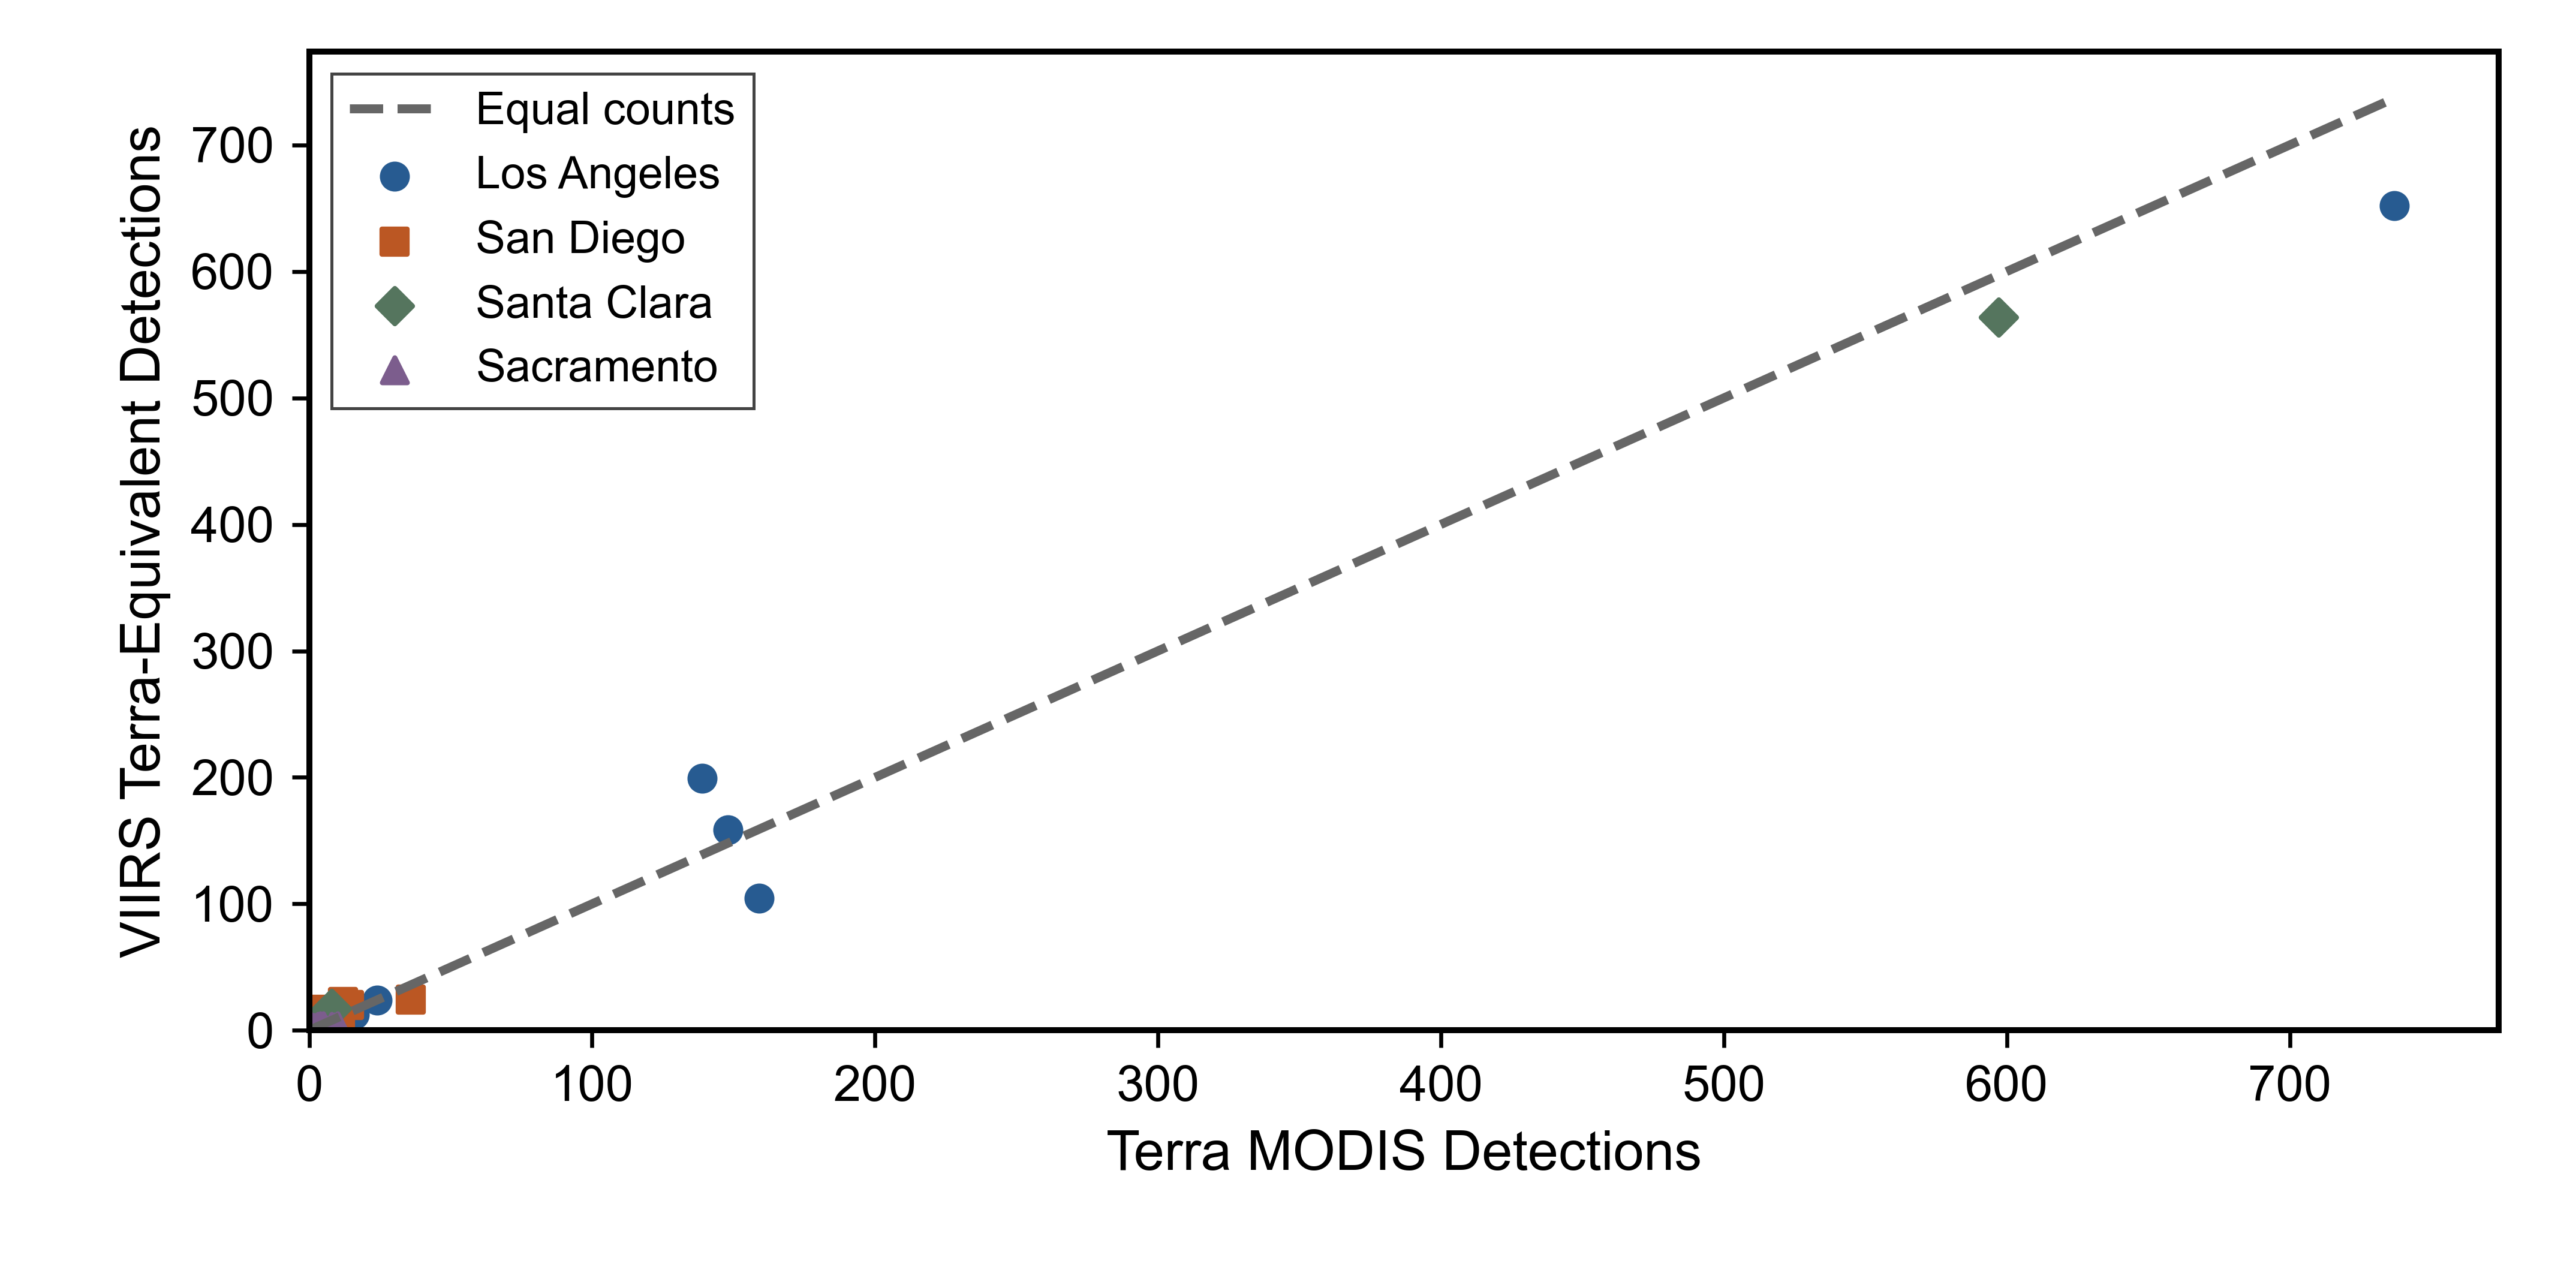 Equal counts
Los Angeles
San Diego
Santa Clara
Sacramento
VIIRS Terra-Equivalent Detections
700
600
500
400
300
200
100
0
0 100 200 300 400 500 600 700
Terra MODIS Detections